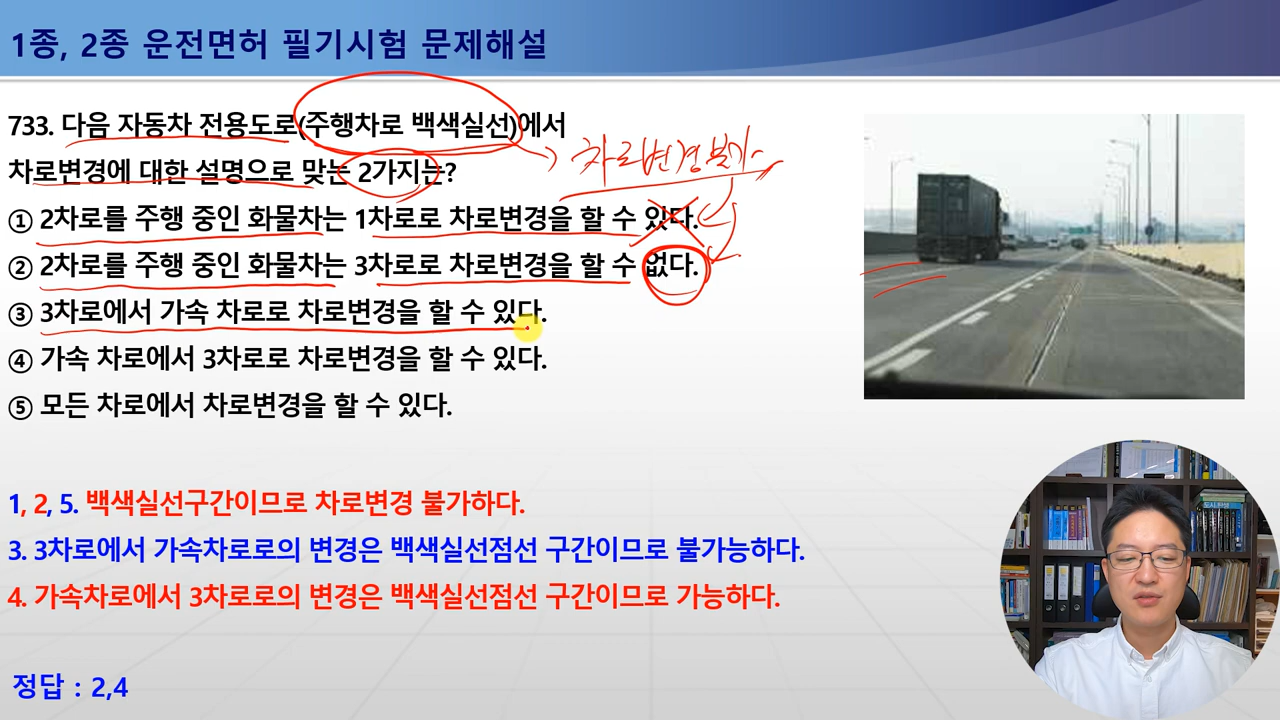 1종, 2종 운전면허 필기시험 문제해설
733. 다음 자동차 전용도로(주행차로 백색실선)에서
차로변경에 대한 설명으로 맞는 2가지는?
차로변경불가
① 2차로를 주행 중인 화물차는 1차로로 차로변경을 할 수 있다.
② 2차로를 주행 중인 화물차는 3차로로 차로변경을 할 수 없다.
③ 3차로에서 가속 차로로 차로변경을 할 수 있다.
④ 가속 차로에서 3차로로 차로변경을 할 수 있다.
⑤ 모든 차로에서 차로변경을 할 수 있다.
1, 2, 5. 백색실선구간이므로 차로변경 불가하다.
3. 3차로에서 가속차로로의 변경은 백색실선점선 구간이므로 불가능하다.
4. 가속차로에서 3차로로의 변경은 백색실선점선 구간이므로 가능하다.
정답 : 2,4